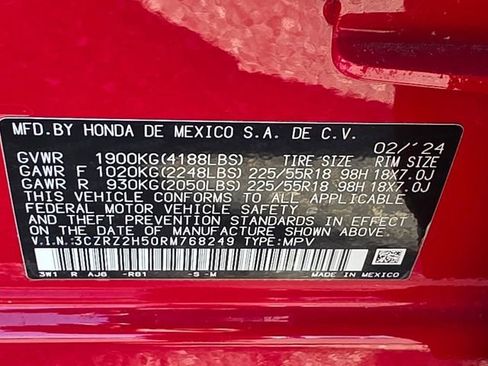 MFD.BY HONDA DE MEXICO S.A. DE C.V. 02/'24
GVWR 1900KG(4188LBS) TIRE SIZE RIM SIZE
GAWR F 1020KG(2248LBS) 225/55R18 98H 18X7.0J
GAWR R 930KG(2050LBS) 225/55R18 98H 18X7.0J
THIS VEHICLE CONFORMS TO ALL APPLICABLE
FEDERAL MOTOR VEHICLE SAFETY AND THEFT PREVENTION
STANDARDS IN EFFECT ON THE DATE OF MANUFACTURE SHOWN ABOVE.
V.I.N.:3CZRZ2H50RM768249 TYPE:MPV
3W1 R AJ6 -R81 -S-M MADE IN MEXICO